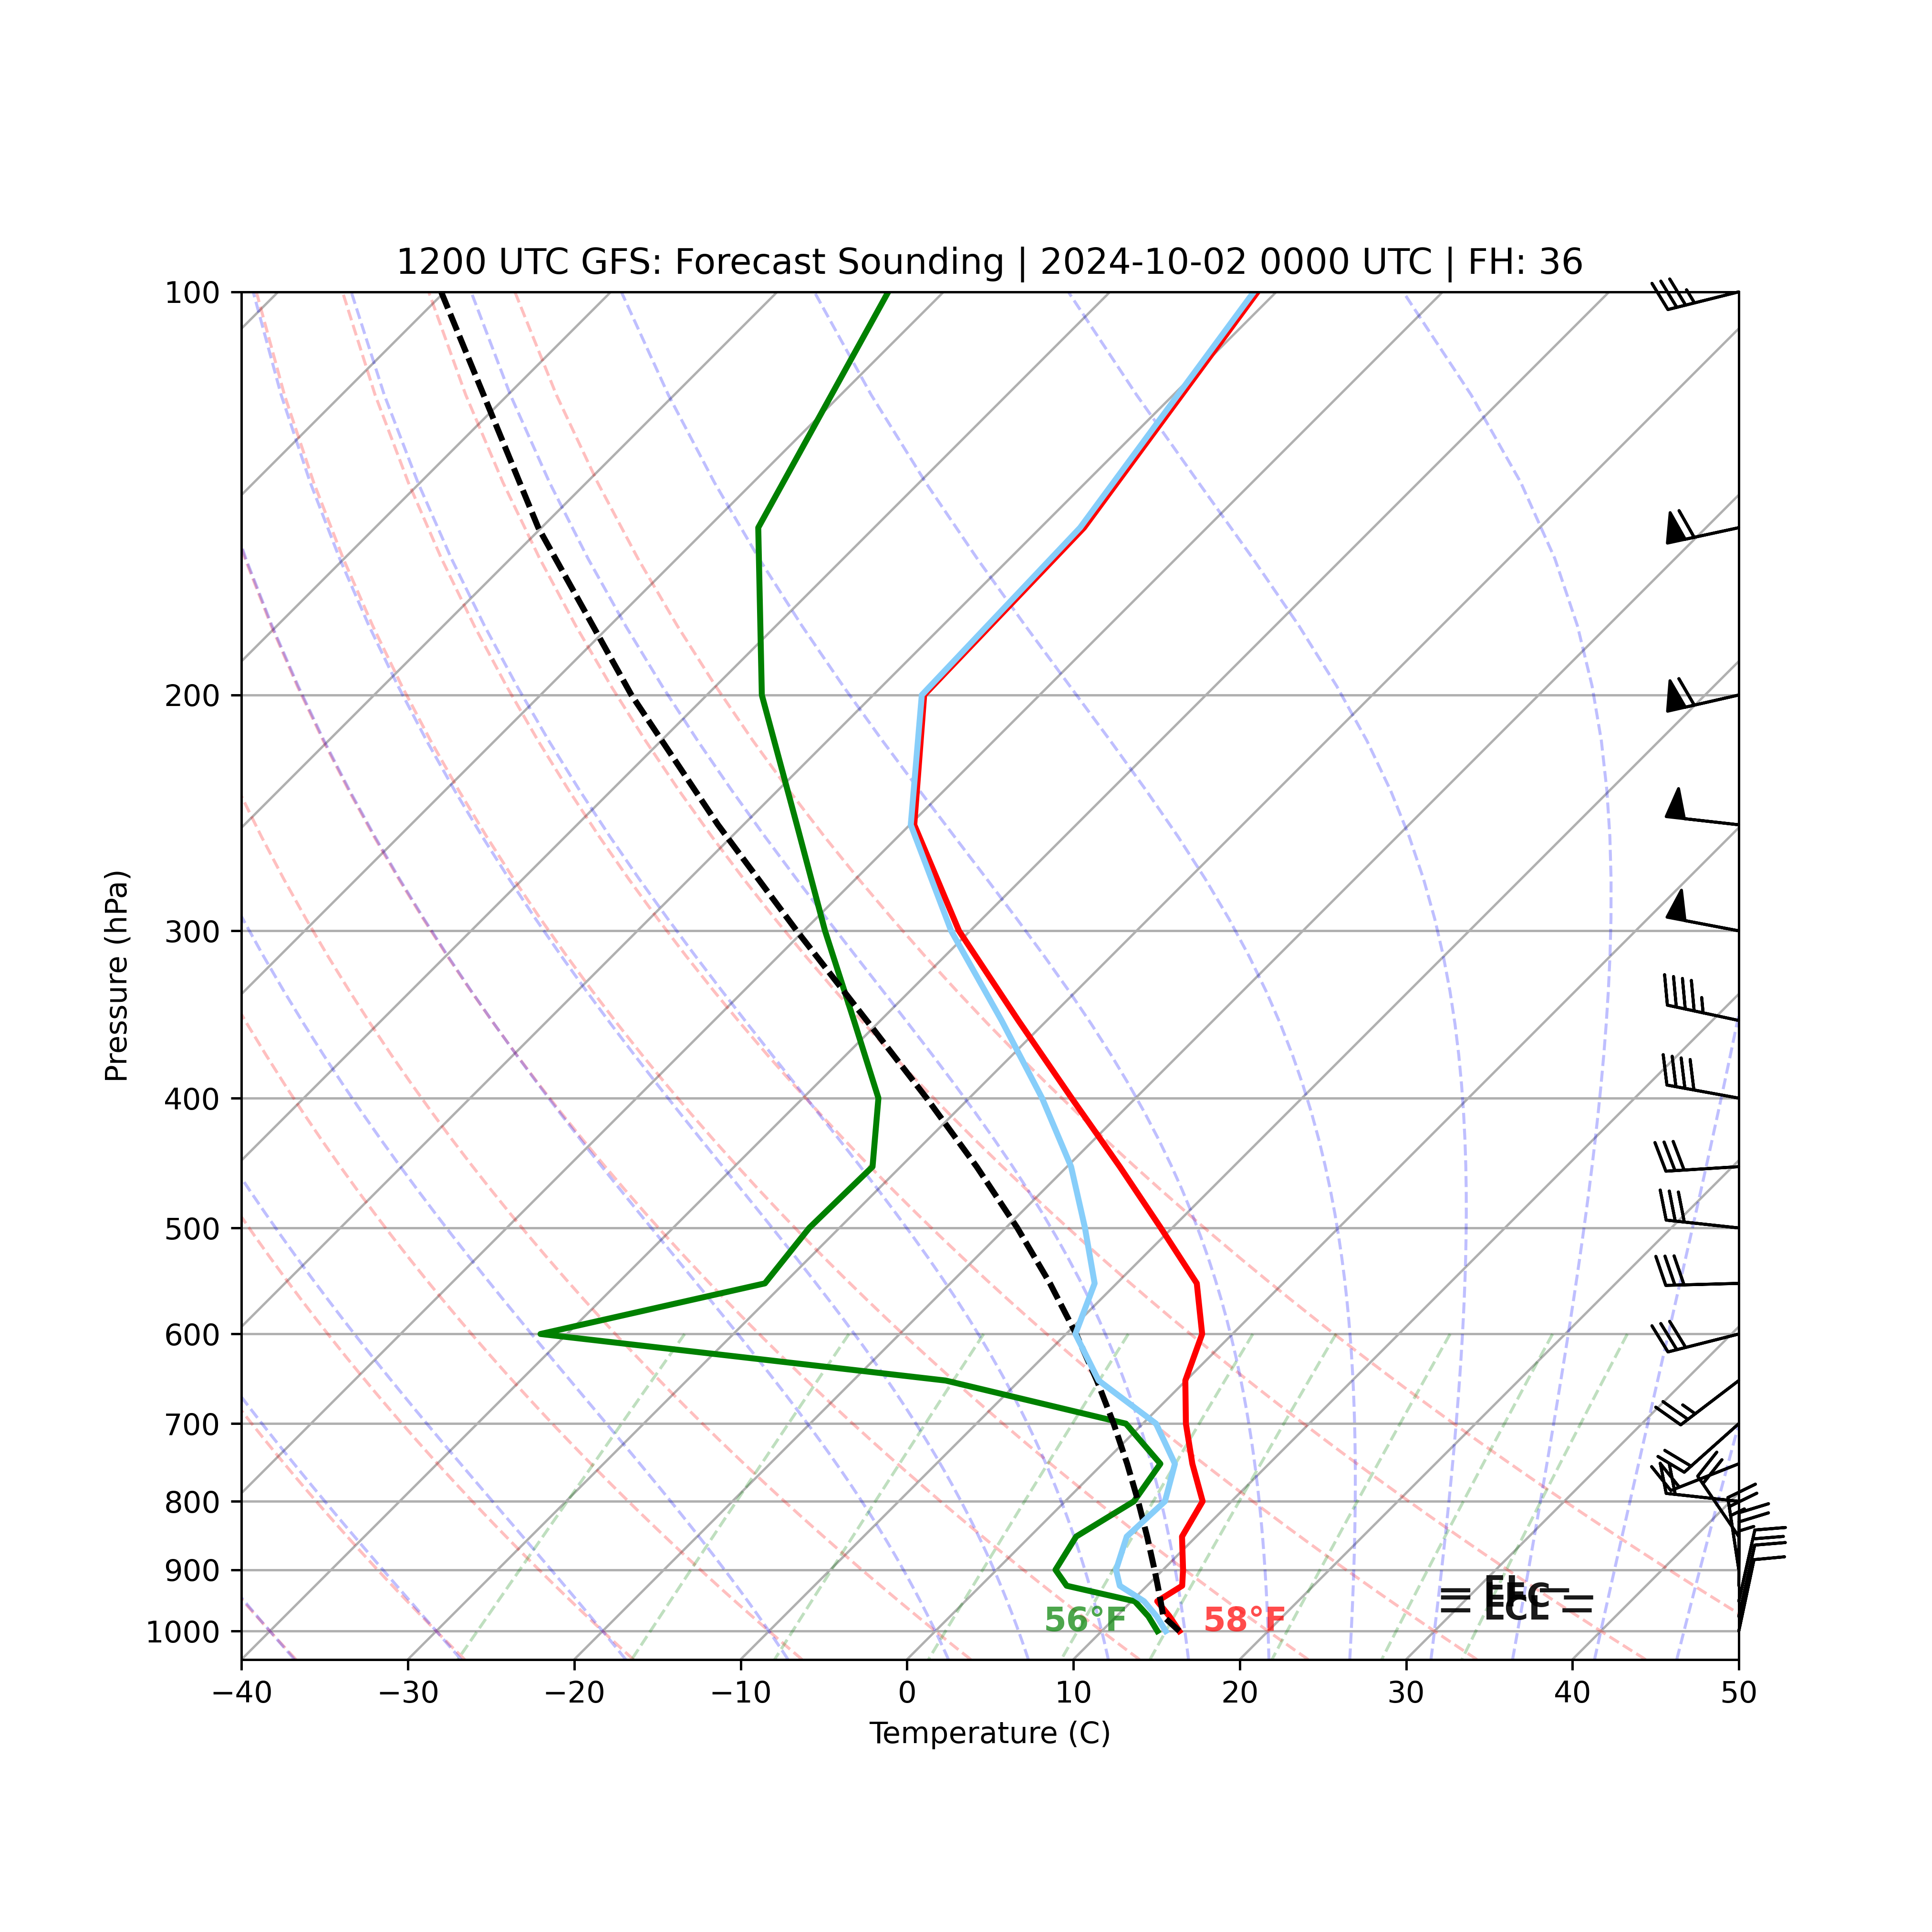 1200 UTC GFS: Forecast Sounding | 2024-10-02 0000 UTC | FH: 36
100
200
300
400
500
600
700
800
900
1000
Pressure (hPa)
56°F
58°F
= EL =
= LFC =
= LCL =
−40 −30 −20 −10 0 10 20 30 40 50
Temperature (C)